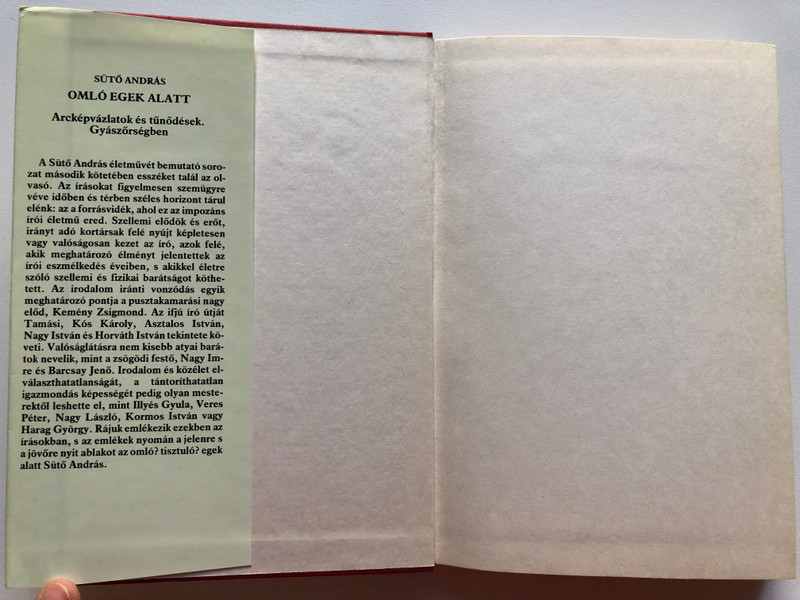 SÜTŐ ANDRÁS
OMLÓ EGEK ALATT
Arcképvázlatok és tűnődések.
Gyászőrségben
A Sütő András életművét bemutató soro-
zat második kötetében esszéket talál az ol-
vasó. Az írásokat figyelmesen szemügyre
véve időben és térben széles horizont tárul
elénk: az a forrásvidék, ahol ez az impozáns
írói életmű ered. Szellemi elődök és erőt,
irányt adó kortársak felé nyújt képletesen
vagy valóságosan kezet az író, azok felé,
akik meghatározó élményt jelentettek az
írói eszmélkedés éveiben, s akikkel életre
szóló szellemi és fizikai barátságot köthe-
tett. Az irodalom iránti vonzódás egyik
meghatározó pontja a pusztakamarási nagy
előd, Kemény Zsigmond. Az ifjú író útját
Tamási, Kós Károly, Asztalos István,
Nagy István és Horváth István tekintete kö-
veti. Valóságlátásra nem kisebb atyai bará-
tok nevelik, mint a zsögödi festő, Nagy Im-
re és Barcsay Jenő. Irodalom és közélet el-
választhatatlanságát, a tántoríthatatlan
igazmondás képességét pedig olyan meste-
rektől leshette el, mint Illyés Gyula, Veres
Péter, Nagy László, Kormos István vagy
Harag György. Rájuk emlékezik ezekben az
írásokban, s az emlékek nyomán a jelenre s
a jövőre nyit ablakot az omló? tisztuló? egek
alatt Sütő András.